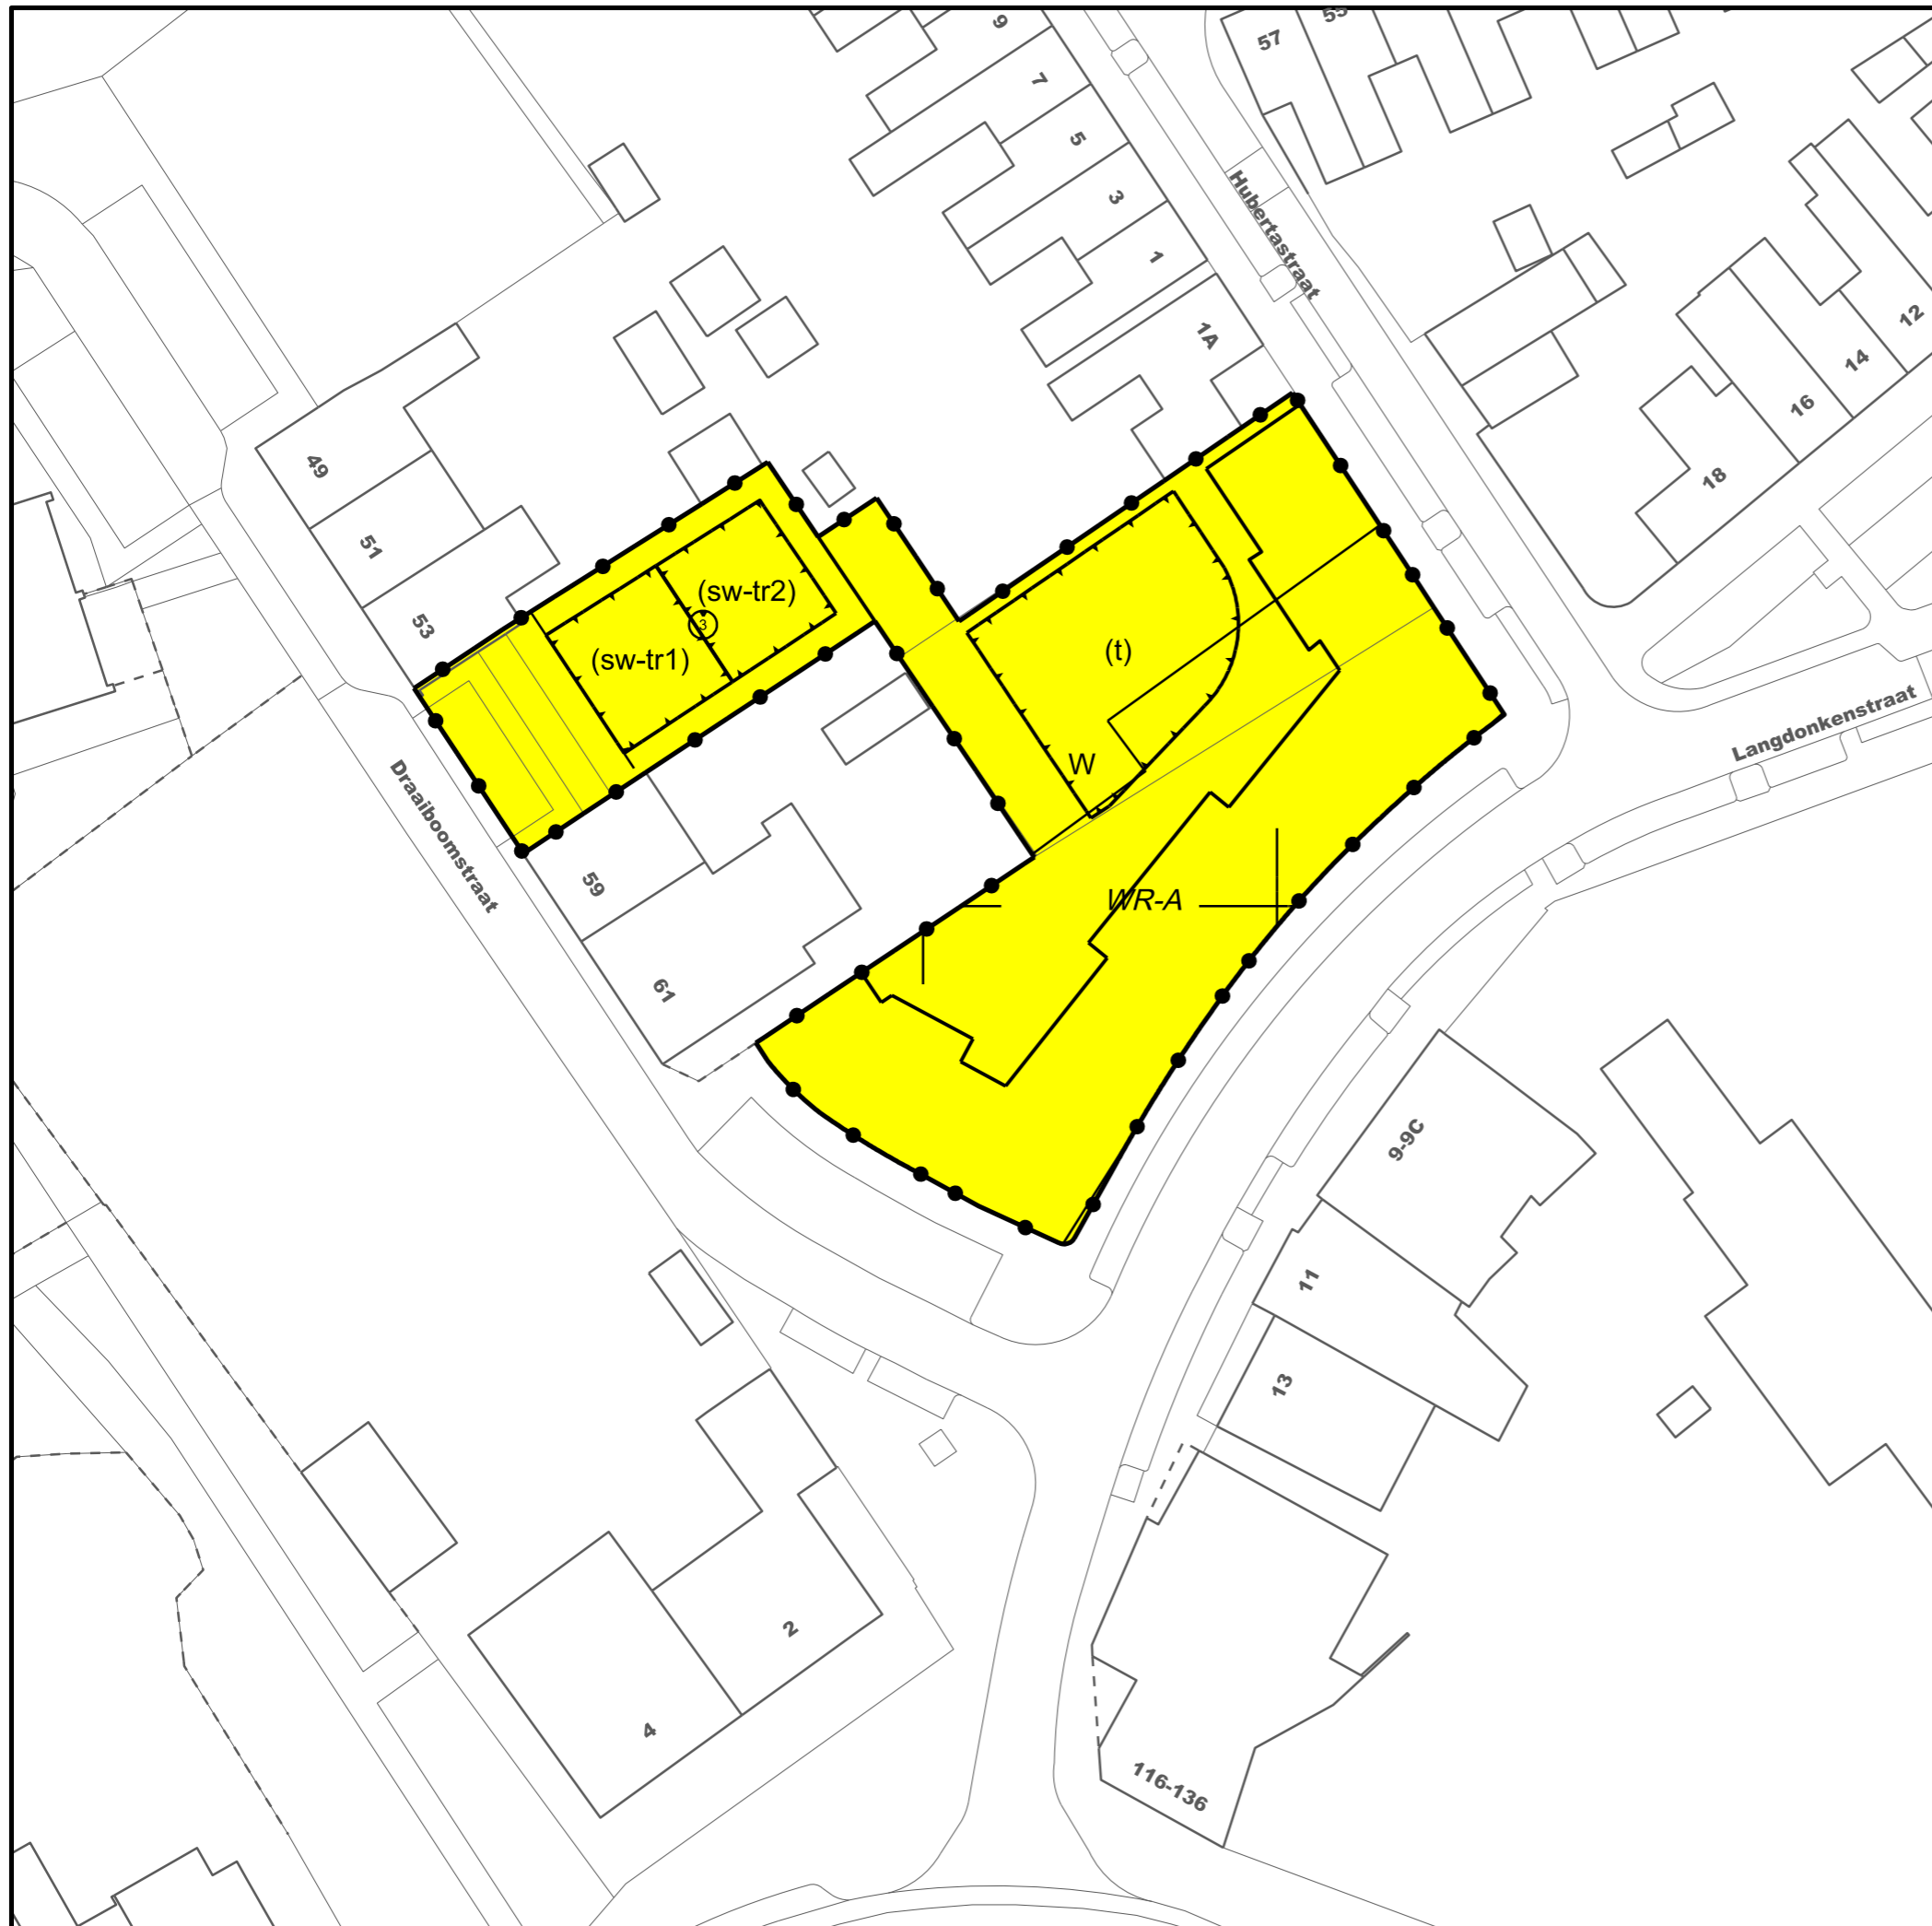 9
55
57
7
5
3
1
1A
Hubertastraat
12
14
16
18
49
51
53
(sw-tr2)
3
(sw-tr1)
(t)
W
Langdonkenstraat
Draaiboomstraat
59
WR-A
61
9-9C
11
13
2
4
116-136